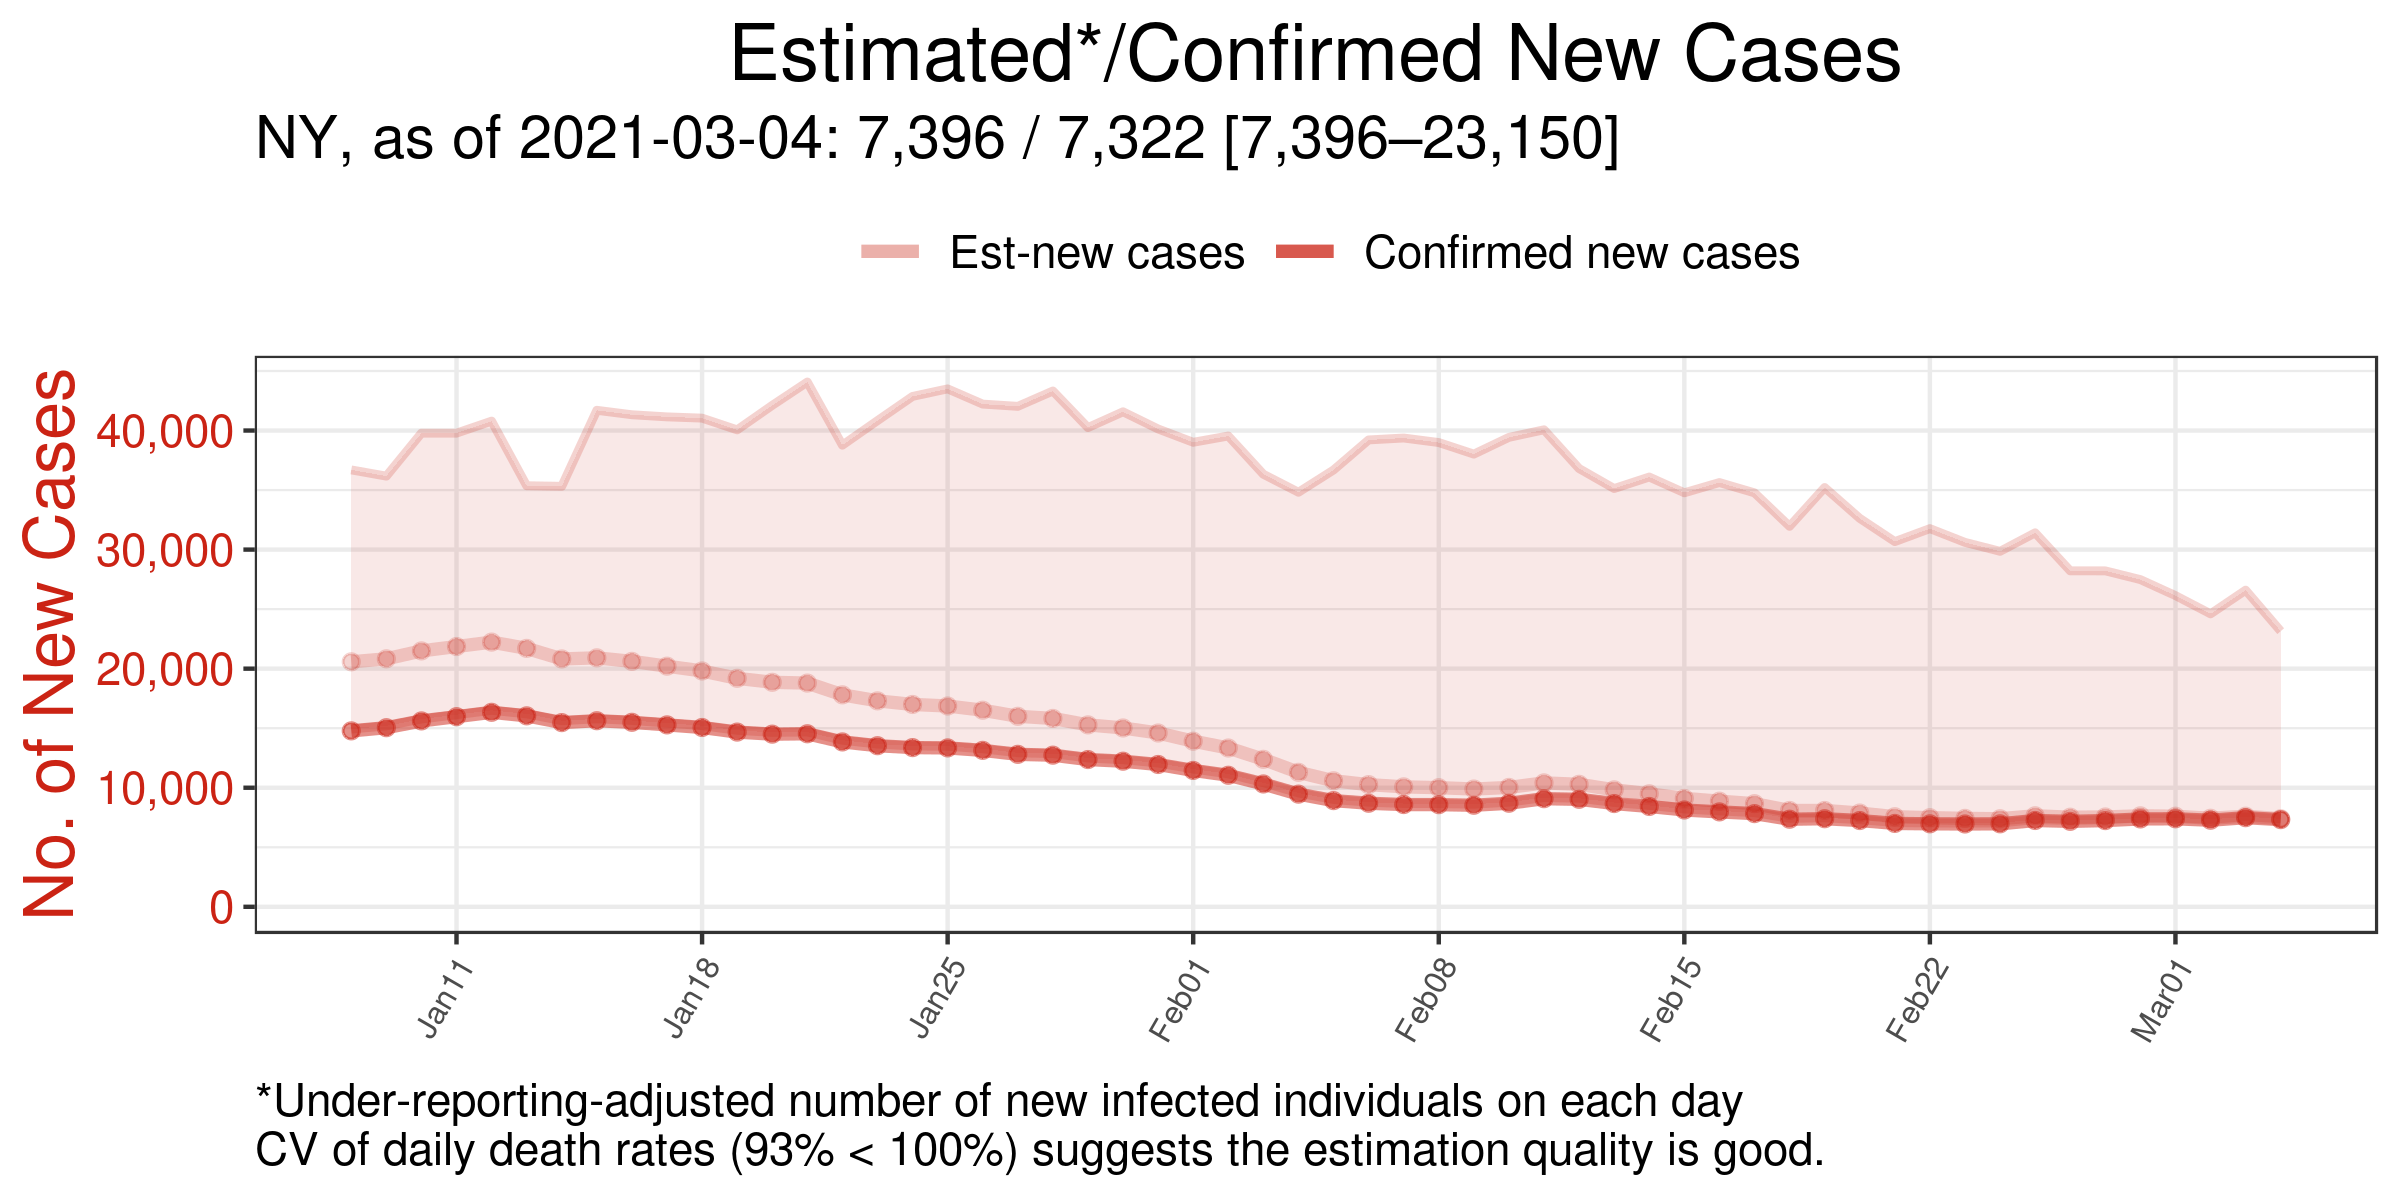 Estimated*/Confirmed New Cases
NY, as of 2021-03-04: 7,396 / 7,322 [7,396–23,150]
Est-new cases
Confirmed new cases
No. of New Cases
40,000
30,000
20,000
10,000
0
Jan11
Jan18
Jan25
Feb01
Feb08
Feb15
Feb22
Mar01
*Under-reporting-adjusted number of new infected individuals on each day
CV of daily death rates (93% < 100%) suggests the estimation quality is good.